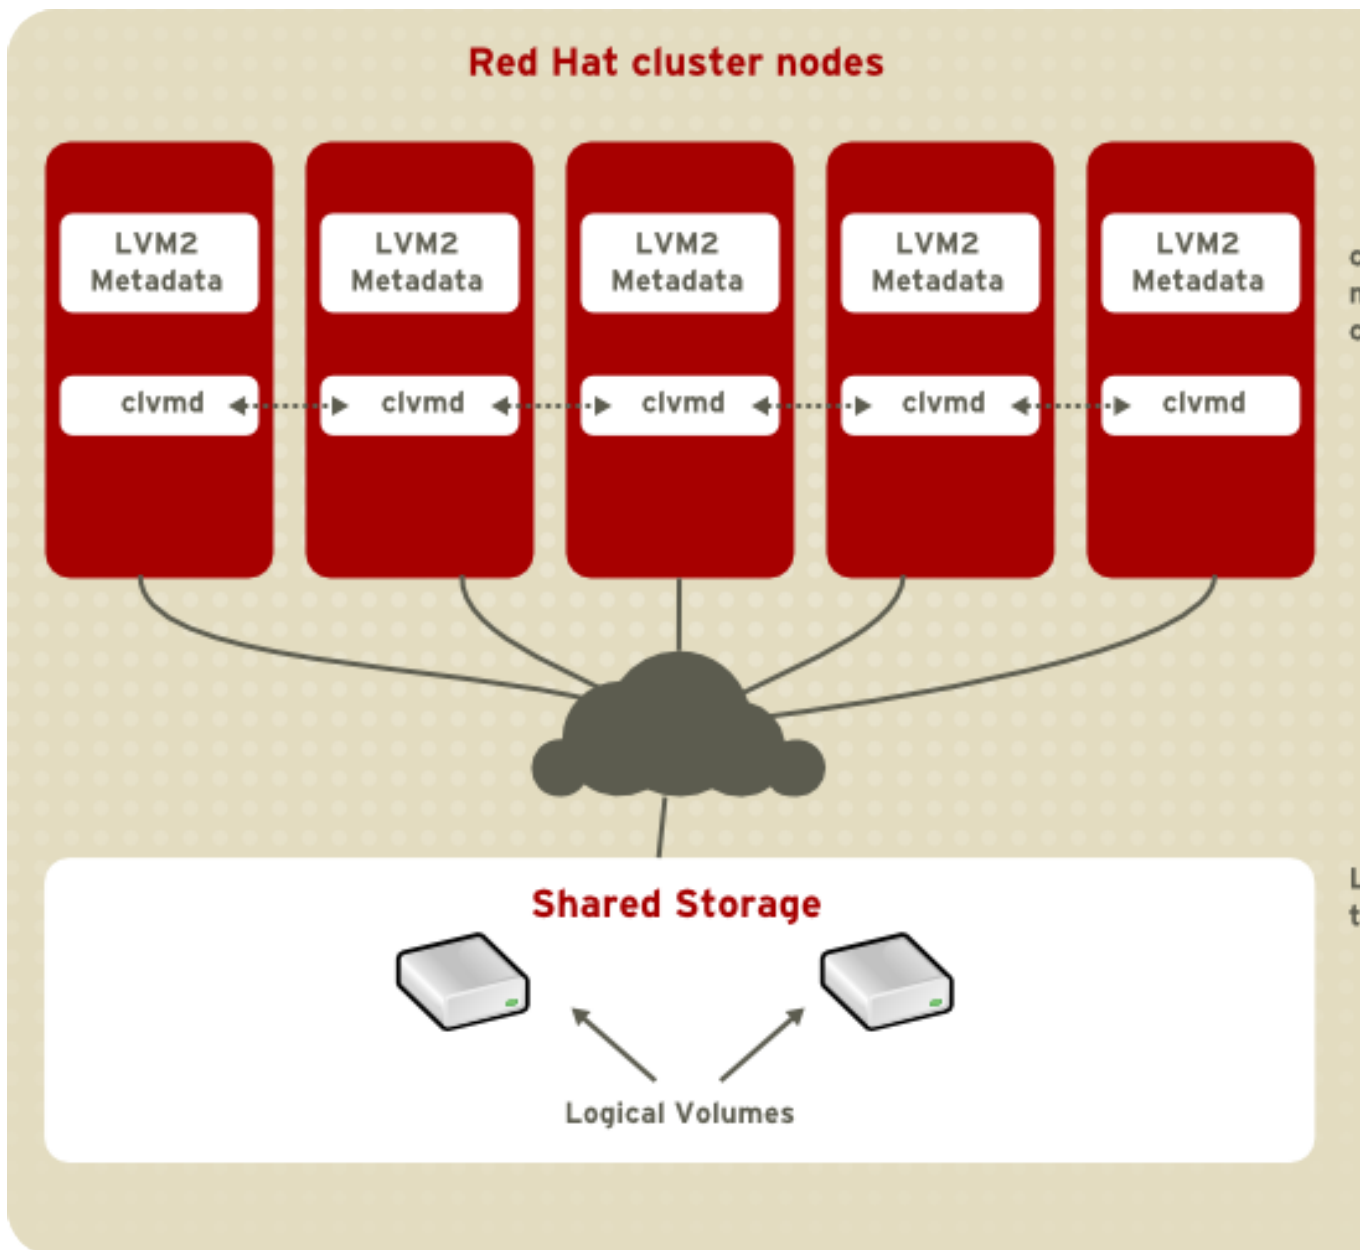 Red Hat cluster nodes
LVM2
Metadata
LVM2
Metadata
LVM2
Metadata
LVM2
Metadata
LVM2
Metadata
clvmd
clvmd
clvmd
clvmd
clvmd
Shared Storage
Logical Volumes